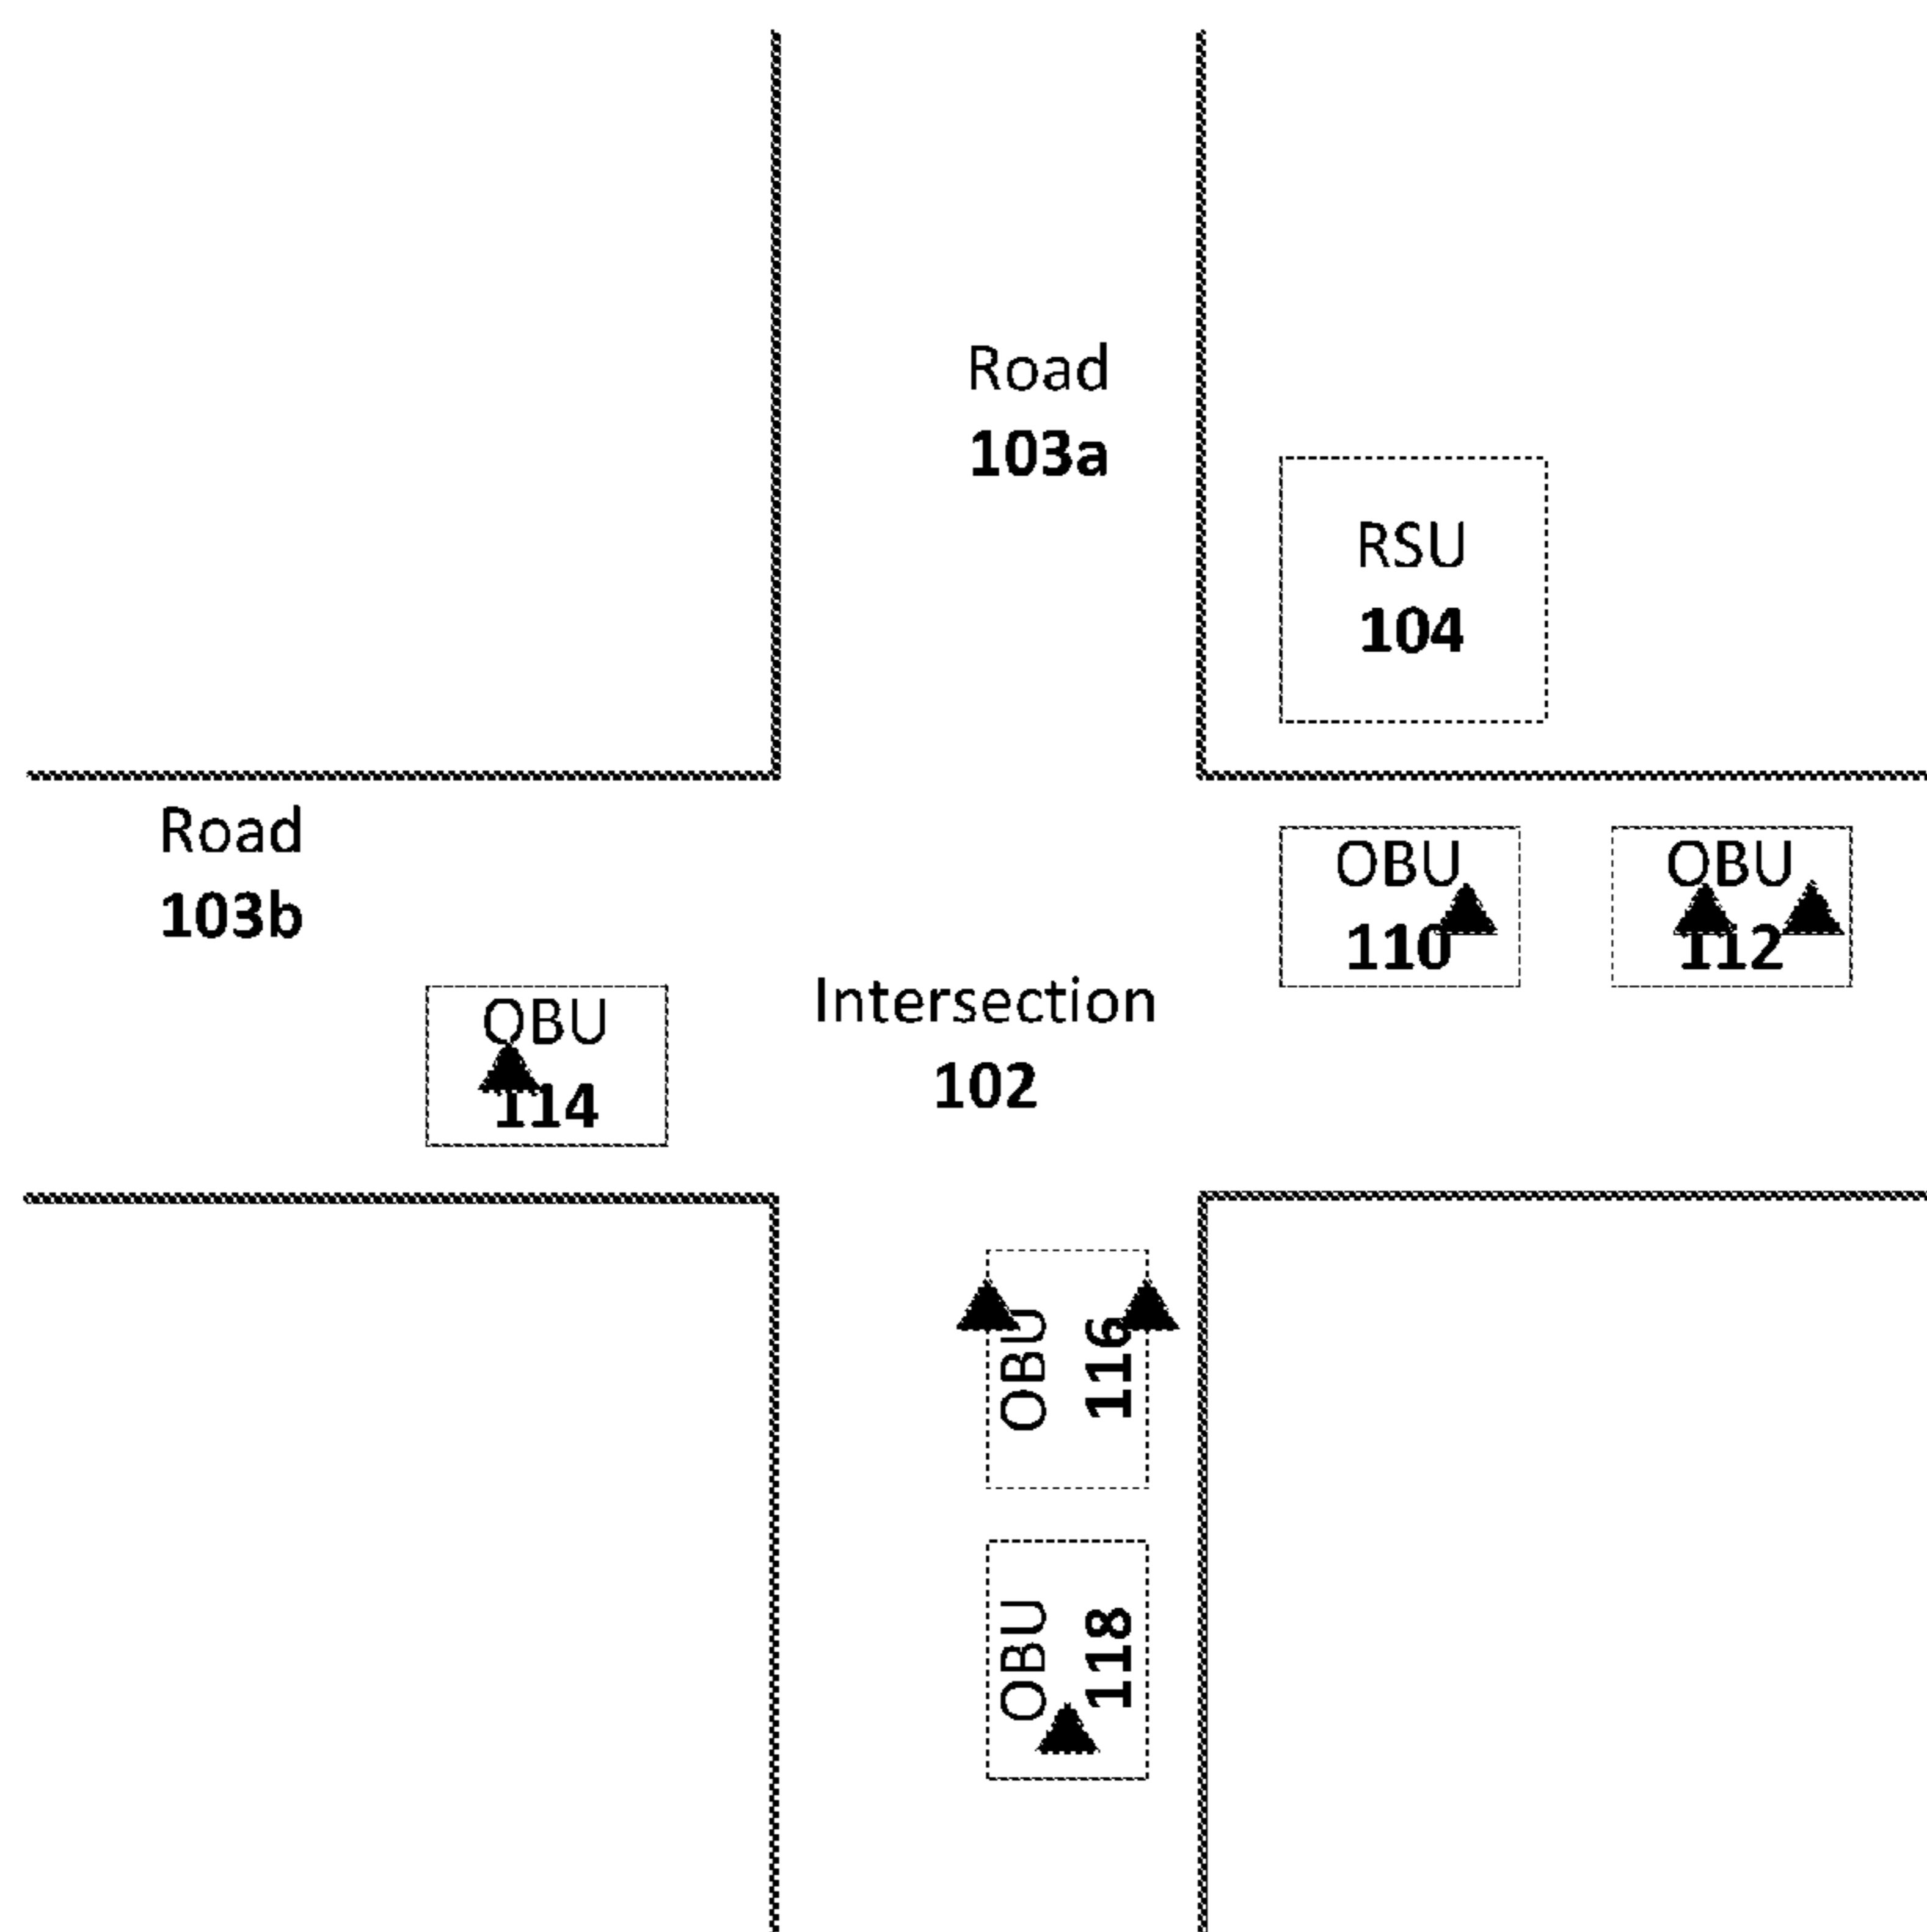 Road
103a
RSU
104
Road
103b
OBU
110
OBU
112
Intersection
102
OBU
114
OBU
116
OBU
118